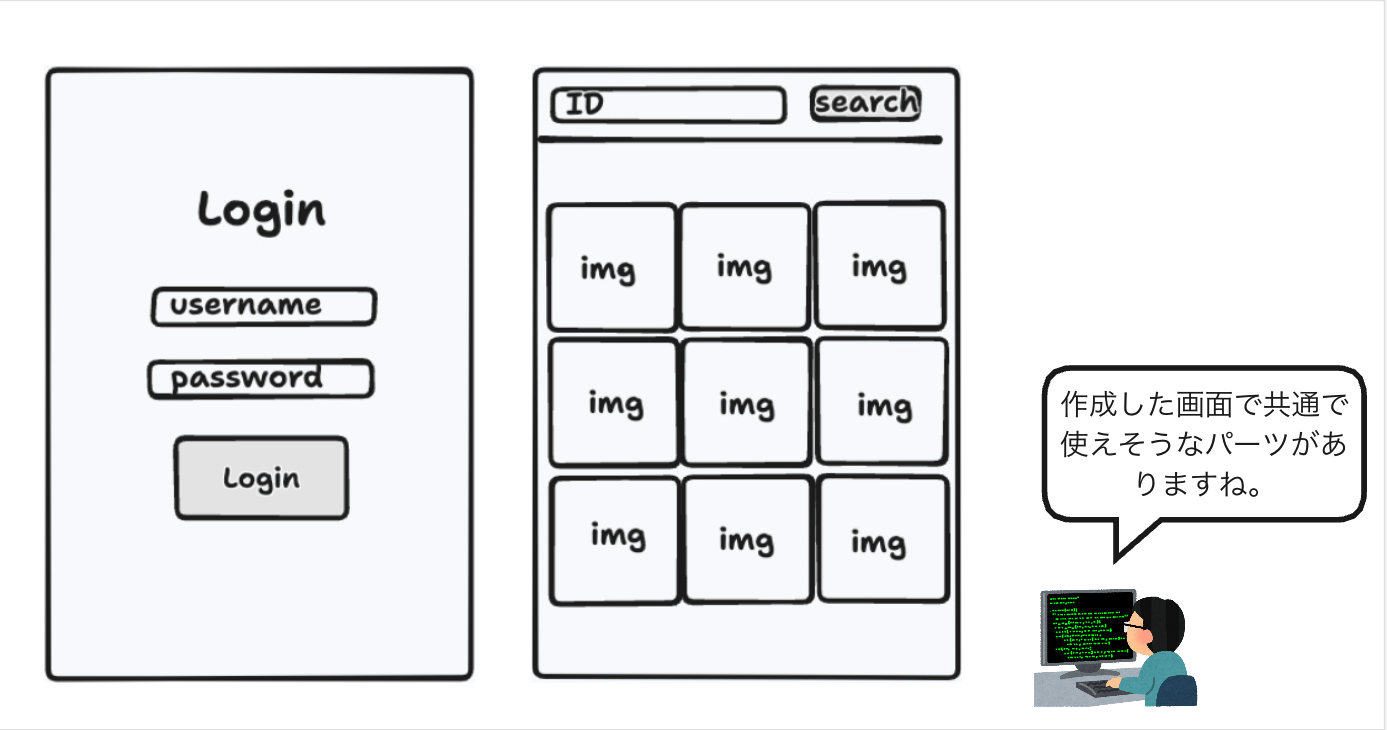 Login
username
password
Login
ID
search
img
img
img
img
img
img
img
img
img
作成した画面で共通で
使えそうなパーツがあ
りますね。